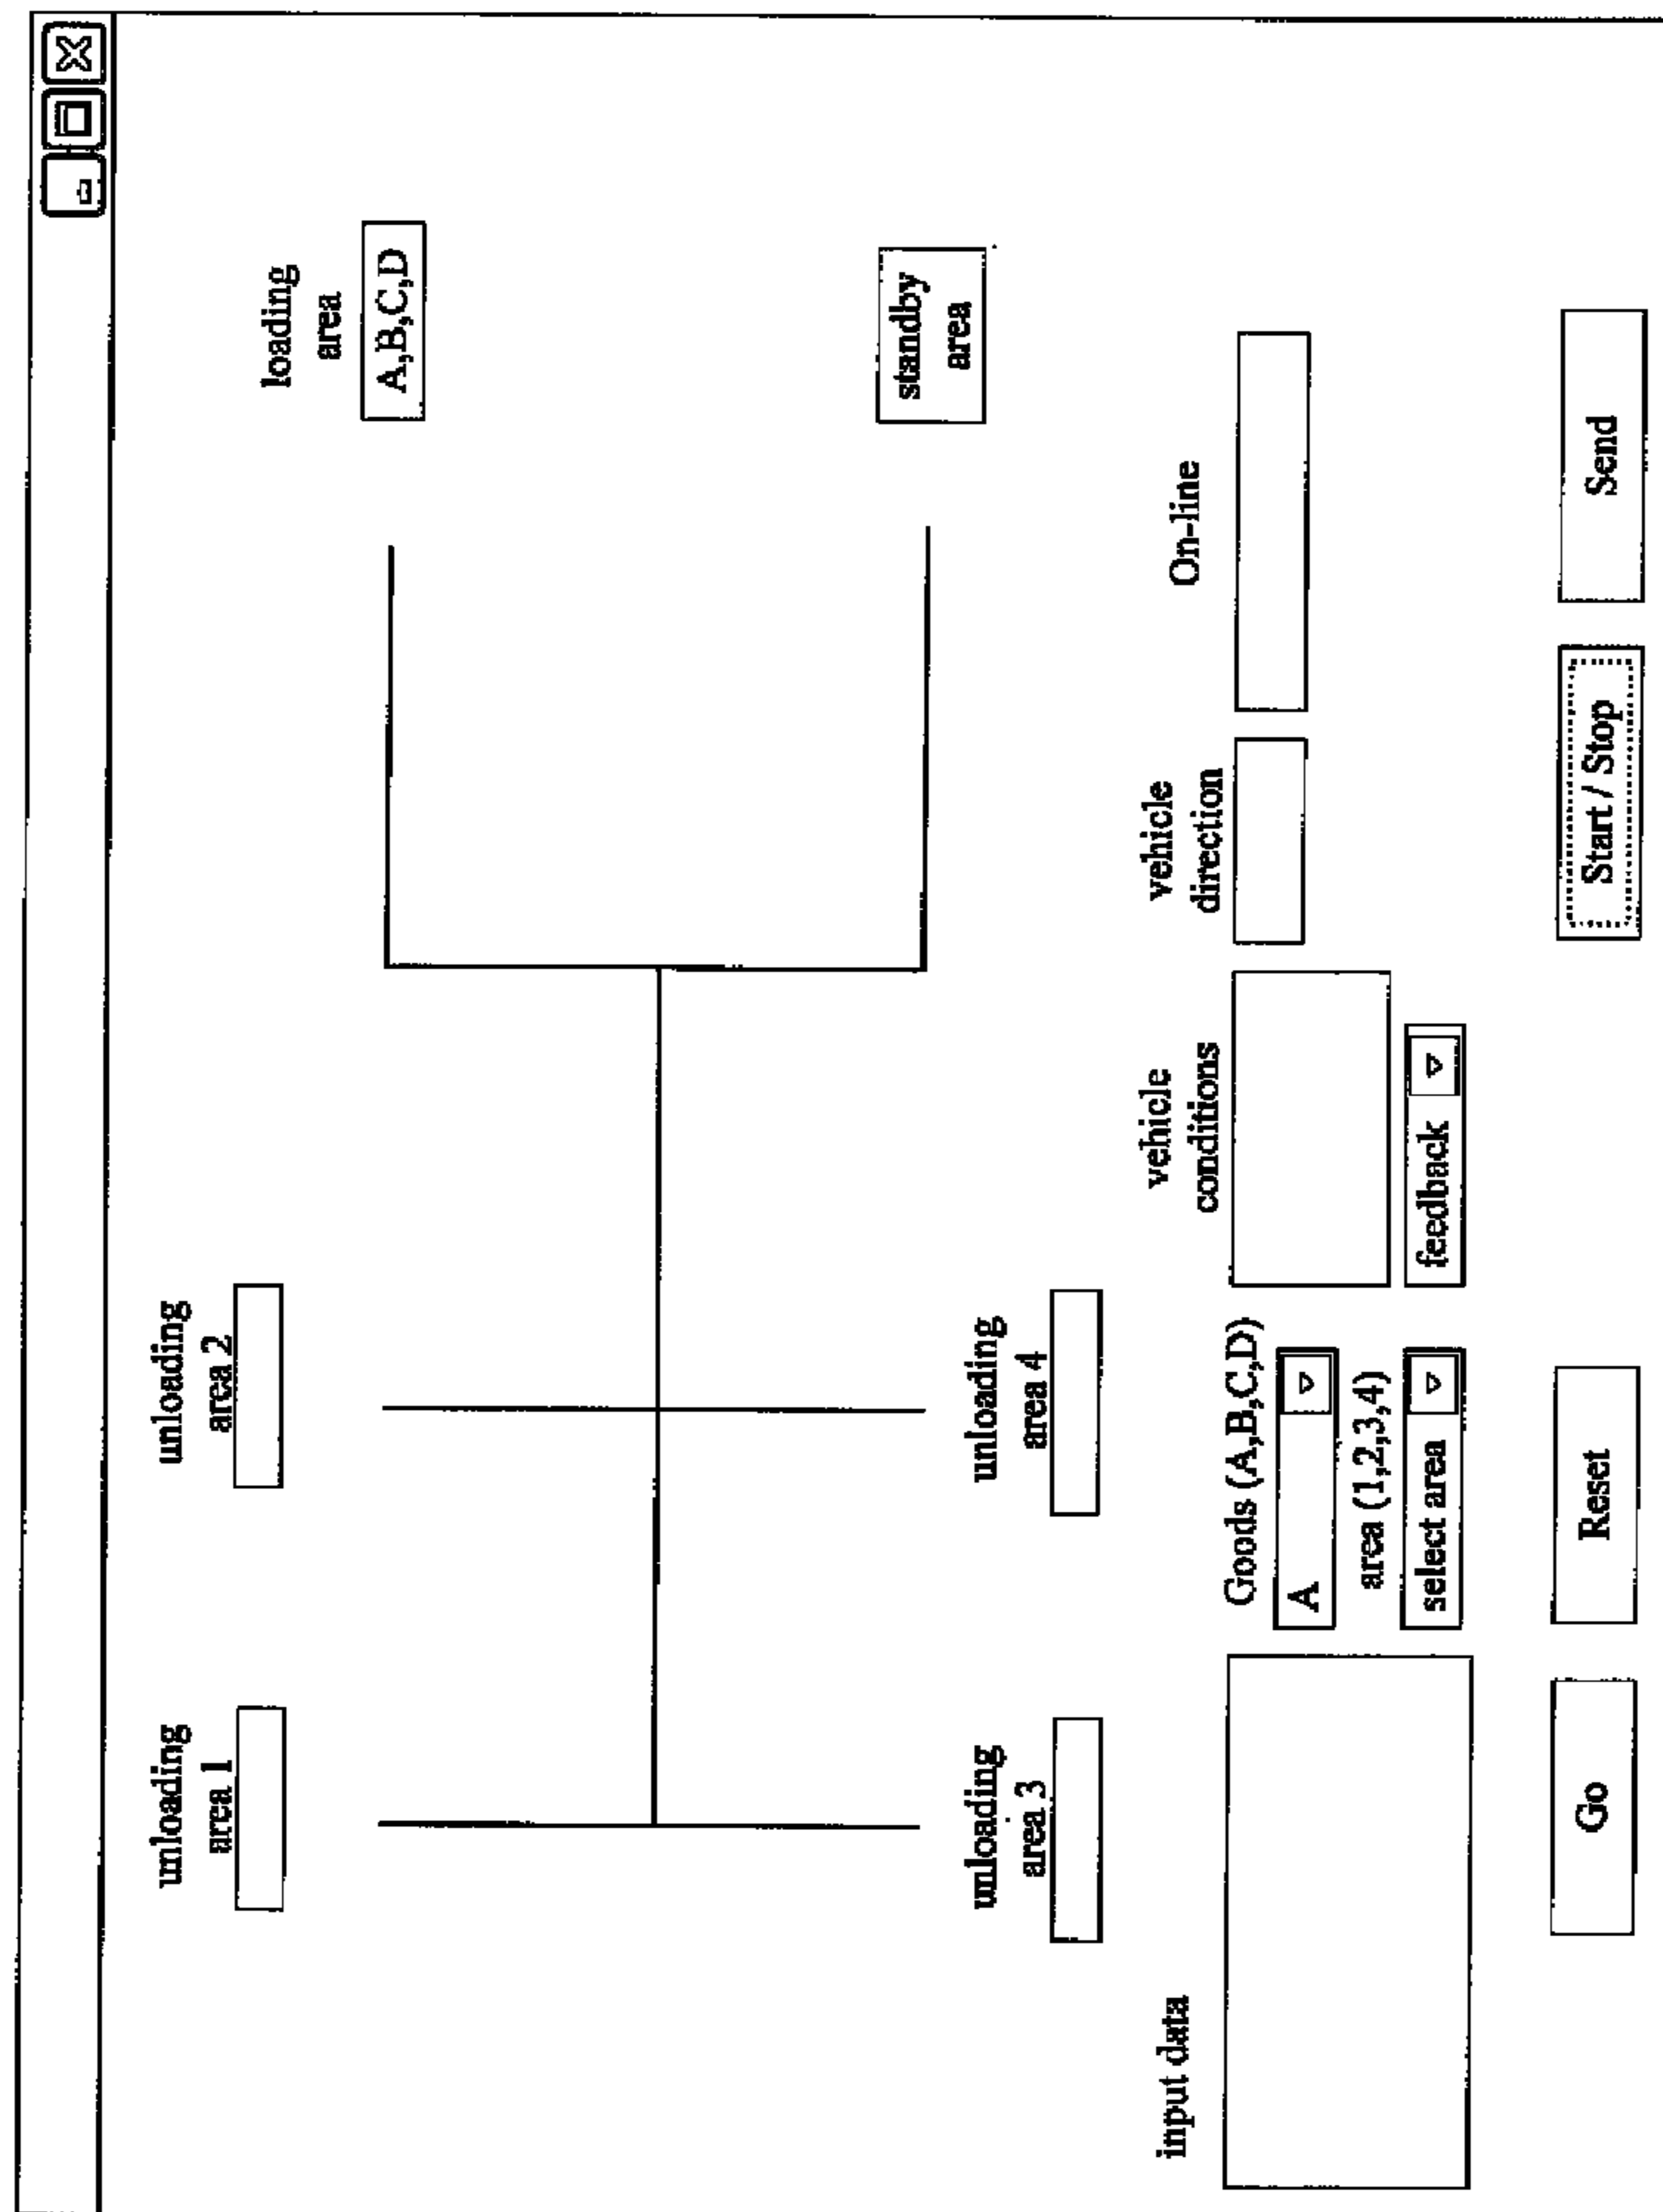 unloading
area 1
unloading
area 2
loading
area
A,B,C,D
standby
area
unloading
area 3
unloading
area 4
input data
Goods (A,B,C,D)
A
area (1,2,3,4)
select area
vehicle
conditions
feedback
vehicle
direction
On-line
Go
Reset
Start / Stop
Send